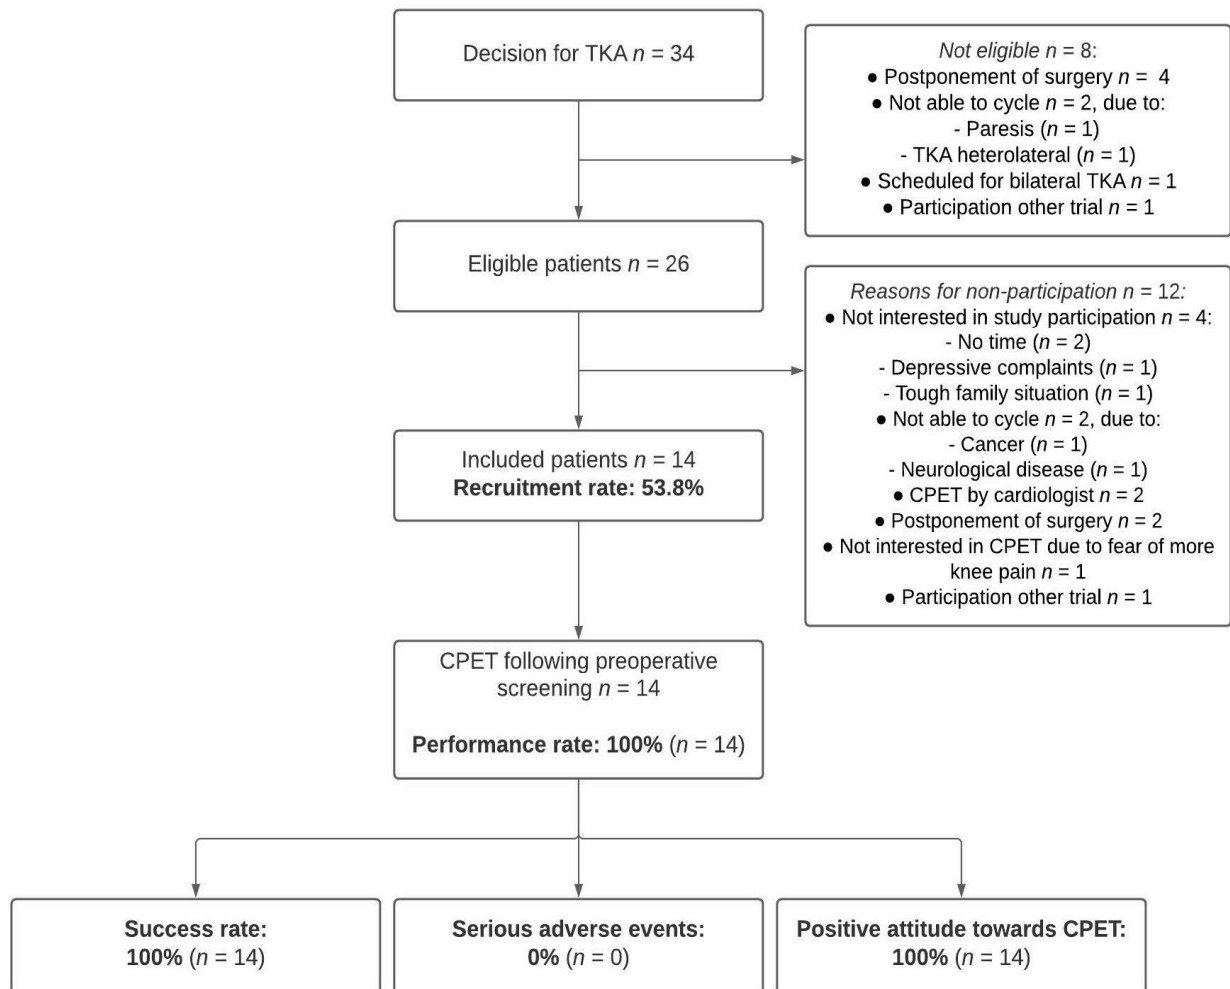 Decision for TKA n = 34
Not eligible n = 8:
● Postponement of surgery n = 4
● Not able to cycle n = 2, due to:
- Paresis (n = 1)
- TKA heterolateral (n = 1)
● Scheduled for bilateral TKA n = 1
● Participation other trial n = 1
Eligible patients n = 26
Reasons for non-participation n = 12:
● Not interested in study participation n = 4:
- No time (n = 2)
- Depressive complaints (n = 1)
- Tough family situation (n = 1)
● Not able to cycle n = 2, due to:
- Cancer (n = 1)
- Neurological disease (n = 1)
● CPET by cardiologist n = 2
● Postponement of surgery n = 2
● Not interested in CPET due to fear of more
knee pain n = 1
● Participation other trial n = 1
Included patients n = 14
Recruitment rate: 53.8%
CPET following preoperative
screening n = 14
Performance rate: 100% (n = 14)
Success rate:
100% (n = 14)
Serious adverse events:
0% (n = 0)
Positive attitude towards CPET:
100% (n = 14)